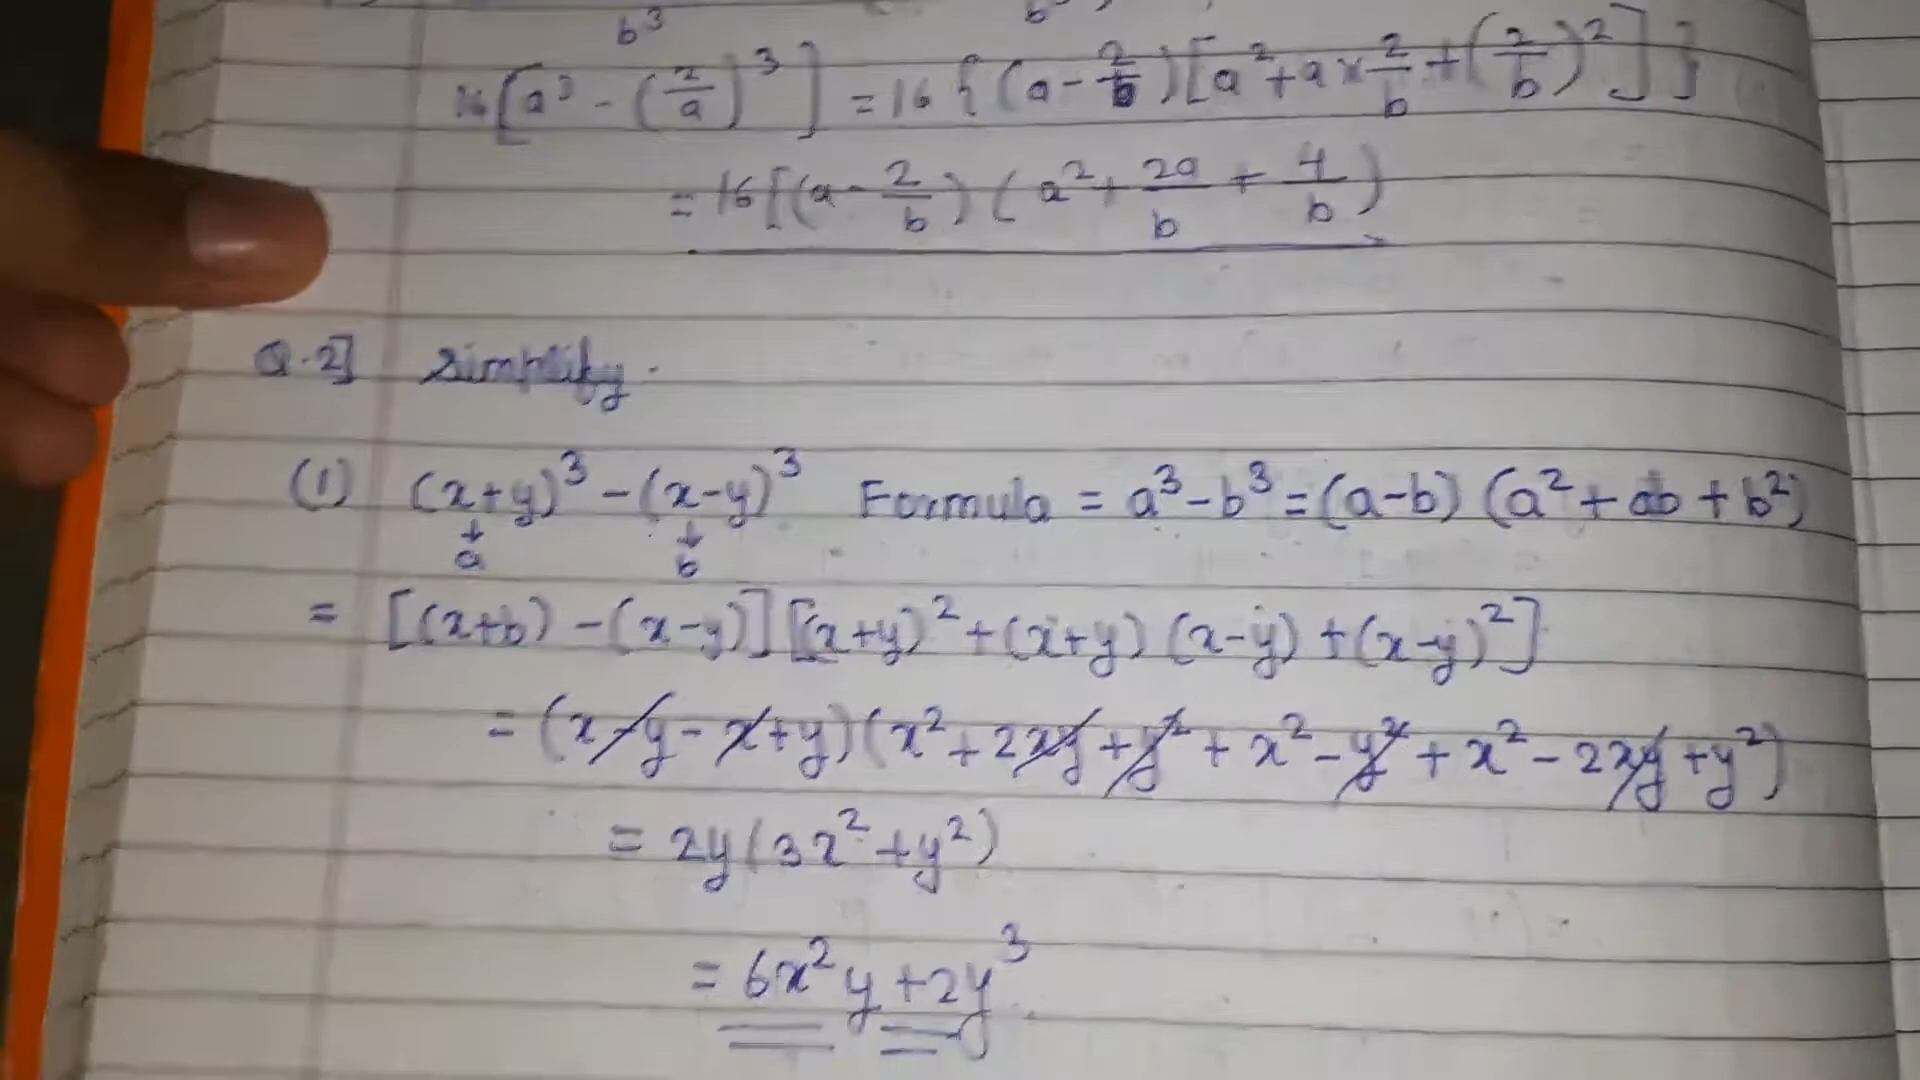 b³
16[a³ - (2/a)³] = 16{(a - 2/b)[a² + a × 2/b + (2/b)²]}
= 16[(a - 2/b)(a² + 2a/b + 4/b)
Q.2] Simplify.
(1) (x+y)³ - (x-y)³ Formula = a³ - b³ = (a-b) (a² + ab + b²)
↓ a ↓ b
= [(x+b) - (x-y)] [(x+y)² + (x+y) (x-y) + (x-y)²]
= (x - y - x + y) (x² + 2xy + y² + x² - y² + x² - 2xy + y²)
= 2y(3x² + y²)
= 6x²y + 2y³